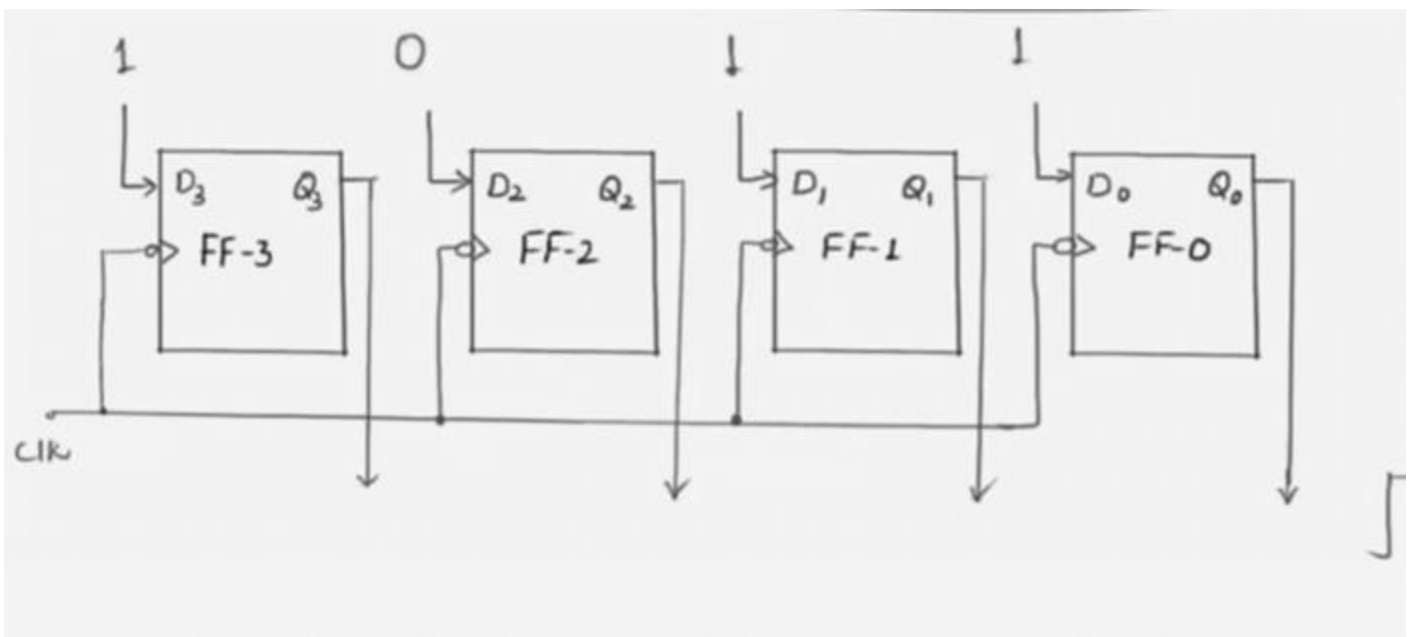 1 0 1 1
D₃ Q₃ D₂ Q₂ D₁ Q₁ D₀ Q₀
FF-3 FF-2 FF-1 FF-0
Clk